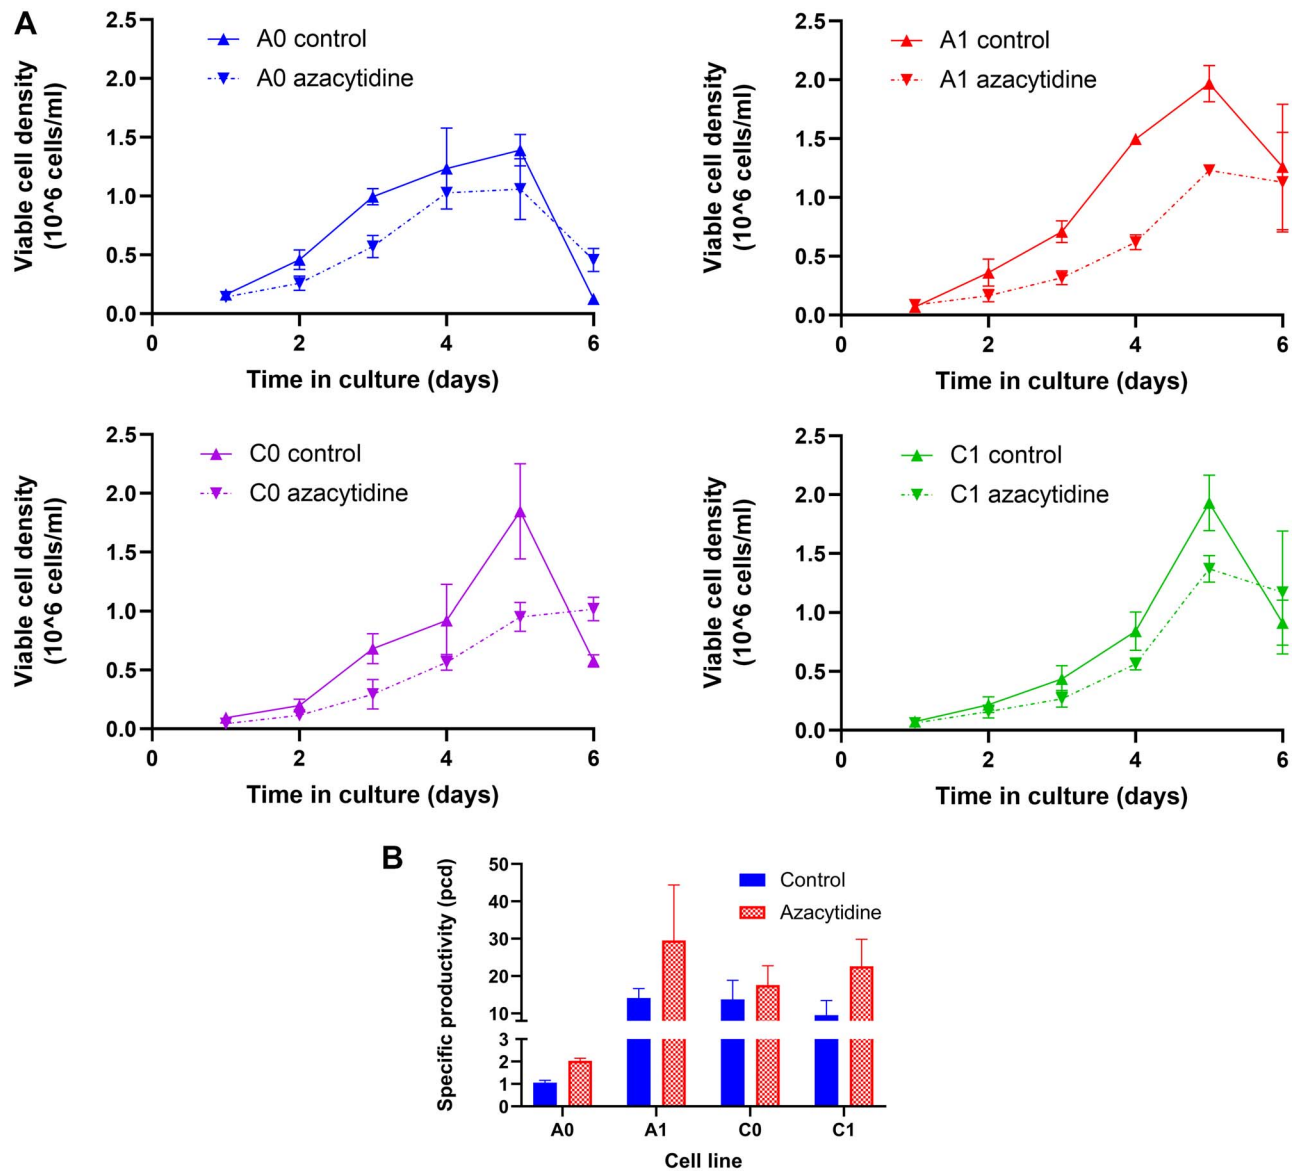 A
A0 control
A0 azacytidine
Viable cell density
(10^6 cells/ml)
2.5
2.0
1.5
1.0
0.5
0.0
0 2 4 6
Time in culture (days)
A1 control
A1 azacytidine
Viable cell density
(10^6 cells/ml)
2.5
2.0
1.5
1.0
0.5
0.0
0 2 4 6
Time in culture (days)
C0 control
C0 azacytidine
Viable cell density
(10^6 cells/ml)
2.5
2.0
1.5
1.0
0.5
0.0
0 2 4 6
Time in culture (days)
C1 control
C1 azacytidine
Viable cell density
(10^6 cells/ml)
2.5
2.0
1.5
1.0
0.5
0.0
0 2 4 6
Time in culture (days)
B
Control
Azacytidine
Specific productivity (pcd)
50
40
30
20
10
3
2
1
0
A0 A1 C0 C1
Cell line